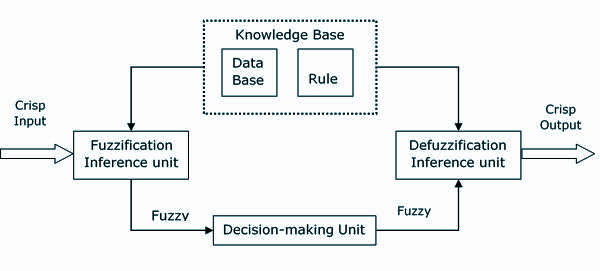 Knowledge Base
Data
Base
Rule
Crisp
Input
Fuzzification
Inference unit
Defuzzification
Inference unit
Crisp
Output
Fuzzy
Decision-making Unit
Fuzzy